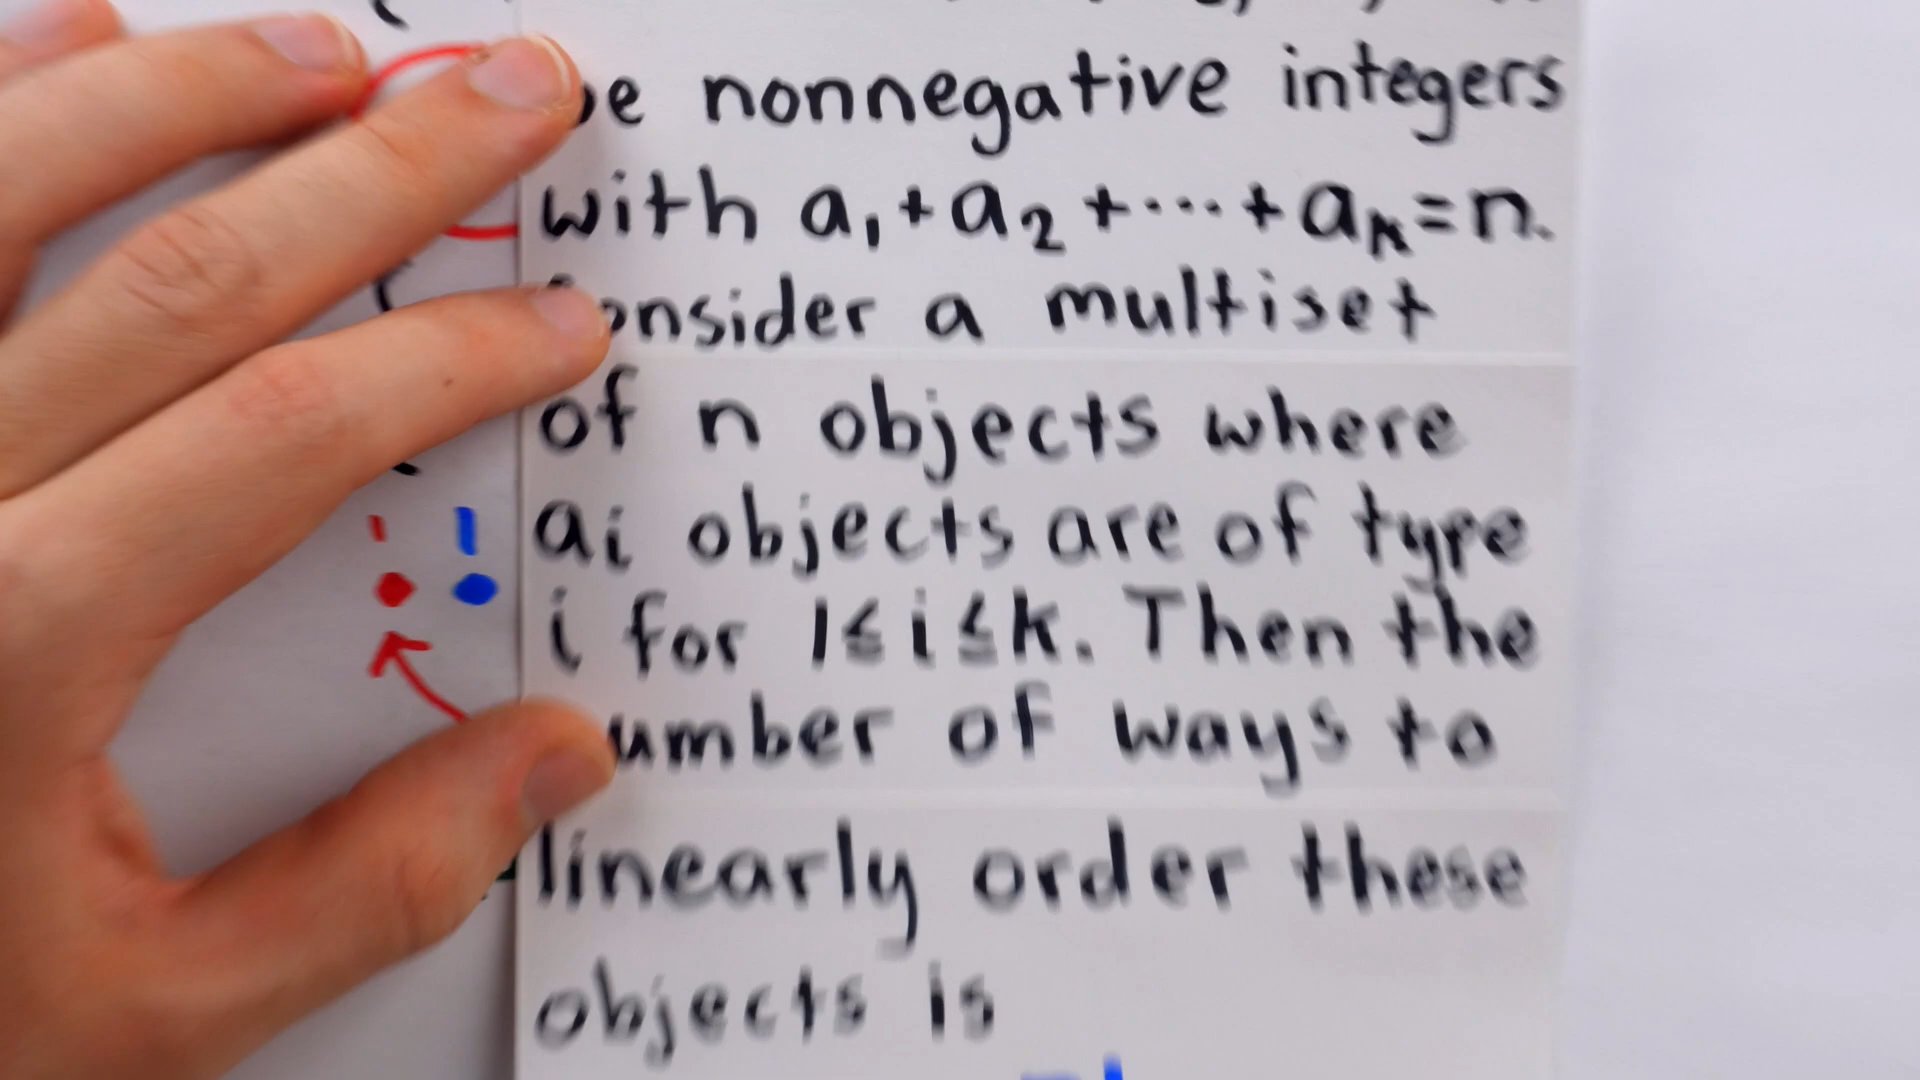 be nonnegative integers
with a₁+a₂+⋯+aₖ=n.
Consider a multiset
of n objects where
aᵢ objects are of type
i for 1≤i≤k. Then the
number of ways to
linearly order these
objects is